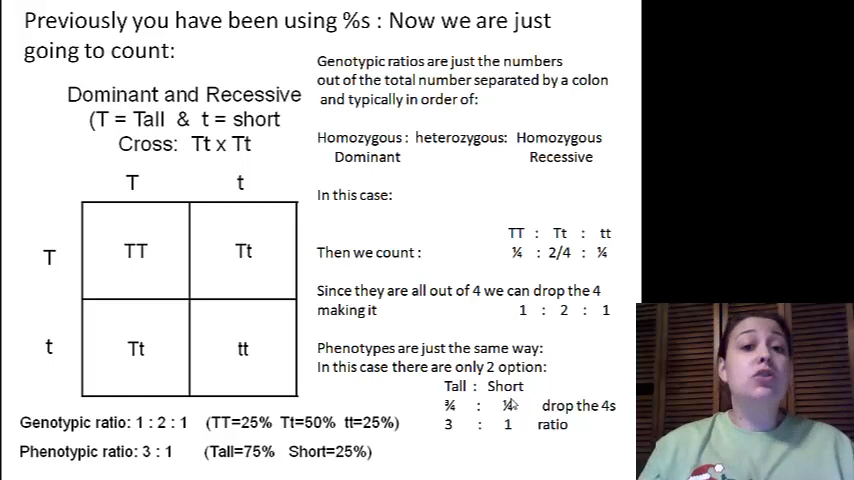 Previously you have been using %s : Now we are just
going to count:
Dominant and Recessive
(T = Tall & t = short
Cross: Tt x Tt
T t
T TT Tt
t Tt tt
Genotypic ratio: 1 : 2 : 1 (TT=25% Tt=50% tt=25%)
Phenotypic ratio: 3 : 1 (Tall=75% Short=25%)
Genotypic ratios are just the numbers
out of the total number separated by a colon
and typically in order of:
Homozygous : heterozygous: Homozygous
Dominant Recessive
In this case:
TT : Tt : tt
Then we count : ¼ : 2/4 : ¼
Since they are all out of 4 we can drop the 4
making it 1 : 2 : 1
Phenotypes are just the same way:
In this case there are only 2 option:
Tall : Short
¾ : ¼ drop the 4s
3 : 1 ratio